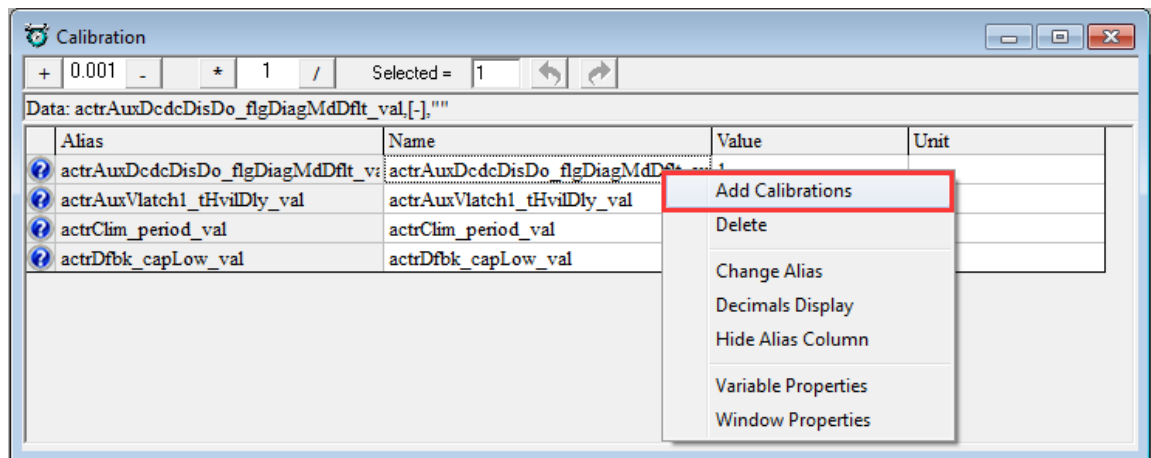 Calibration
+ 0.001 - * 1 / Selected = 1
Data: actrAuxDcdcDisDo_flgDiagMdDflt_val,[-],""
Alias Name Value Unit
actrAuxDcdcDisDo_flgDiagMdDflt_va actrAuxDcdcDisDo_flgDiagMdDflt 1
actrAuxVlatch1_tHvilDly_val actrAuxVlatch1_tHvilDly_val
actrClim_period_val actrClim_period_val
actrDfbk_capLow_val actrDfbk_capLow_val
Add Calibrations
Delete
Change Alias
Decimals Display
Hide Alias Column
Variable Properties
Window Properties